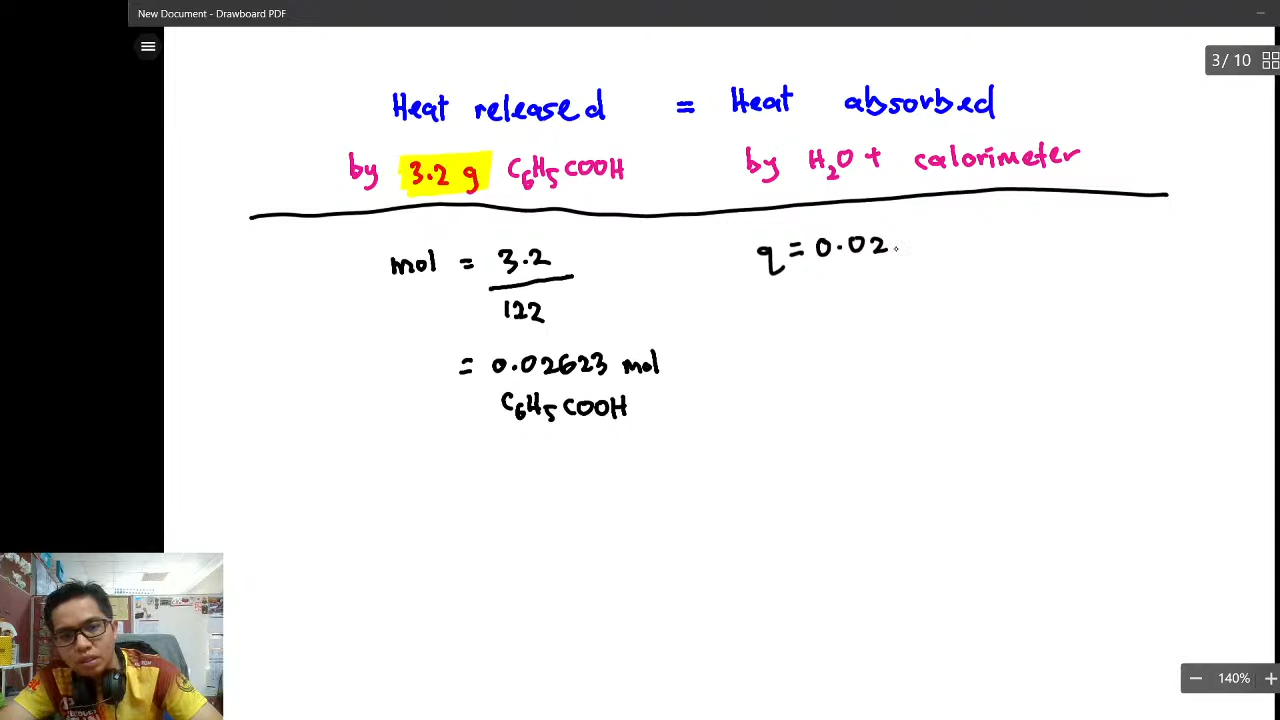 New Document - Drawboard PDF
3 / 10
Heat released = Heat absorbed
by 3.2 g C₆H₅COOH by H₂O + calorimeter
mol = 3.2
122
q = 0.02
= 0.02623 mol
C₆H₅COOH
140%